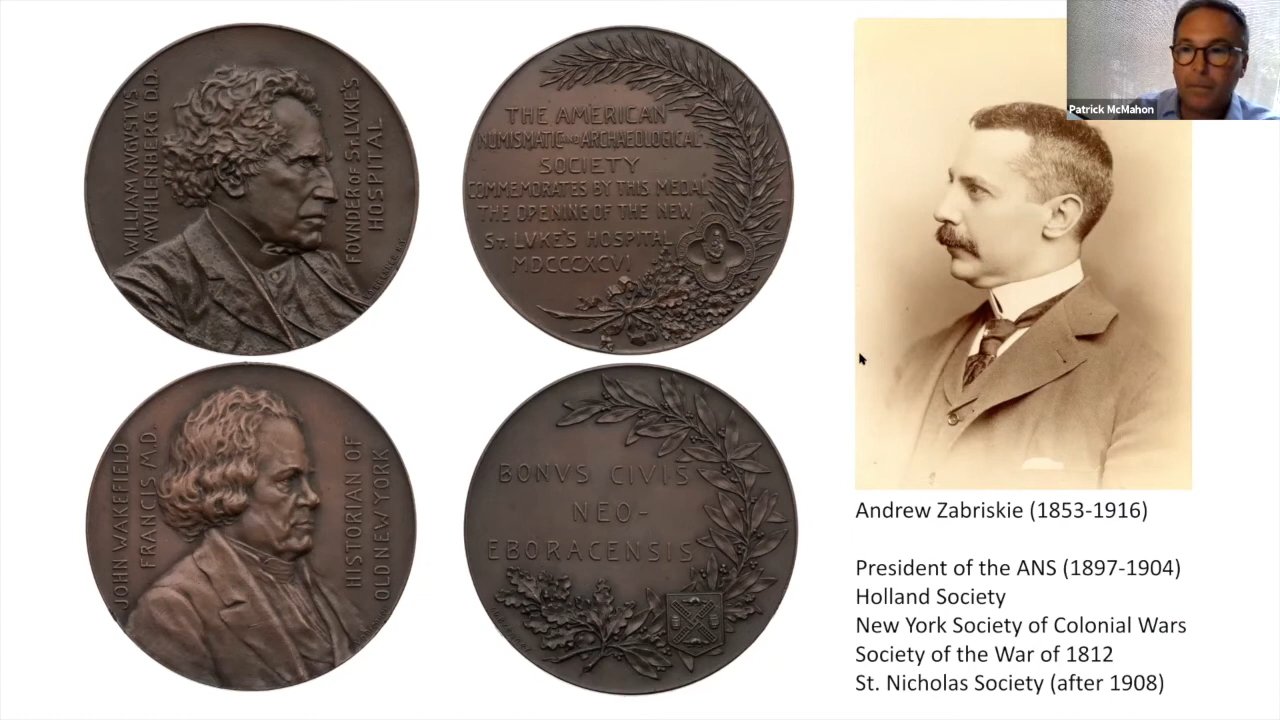 WILLIAM AVGVSTVS
MVHLENBERG D.D.
FOVNDER OF ST. LVKE'S
HOSPITAL
THE AMERICAN
NUMISMATIC AND ARCHAEOLOGICAL
SOCIETY
COMMEMORATES BY THIS MEDAL
THE OPENING OF THE NEW
ST. LVKE'S HOSPITAL
MDCCCXCVI
JOHN WAKEFIELD
FRANCIS M.D.
HISTORIAN OF
OLD NEW YORK
BONVS CIVIS
NEO-
EBORACENSIS
Patrick McMahon
Andrew Zabriskie (1853-1916)
President of the ANS (1897-1904)
Holland Society
New York Society of Colonial Wars
Society of the War of 1812
St. Nicholas Society (after 1908)